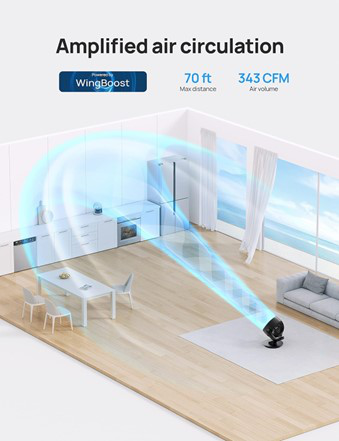 Amplified air circulation
Powered by
WingBoost
70 ft
Max distance
343 CFM
Air volume